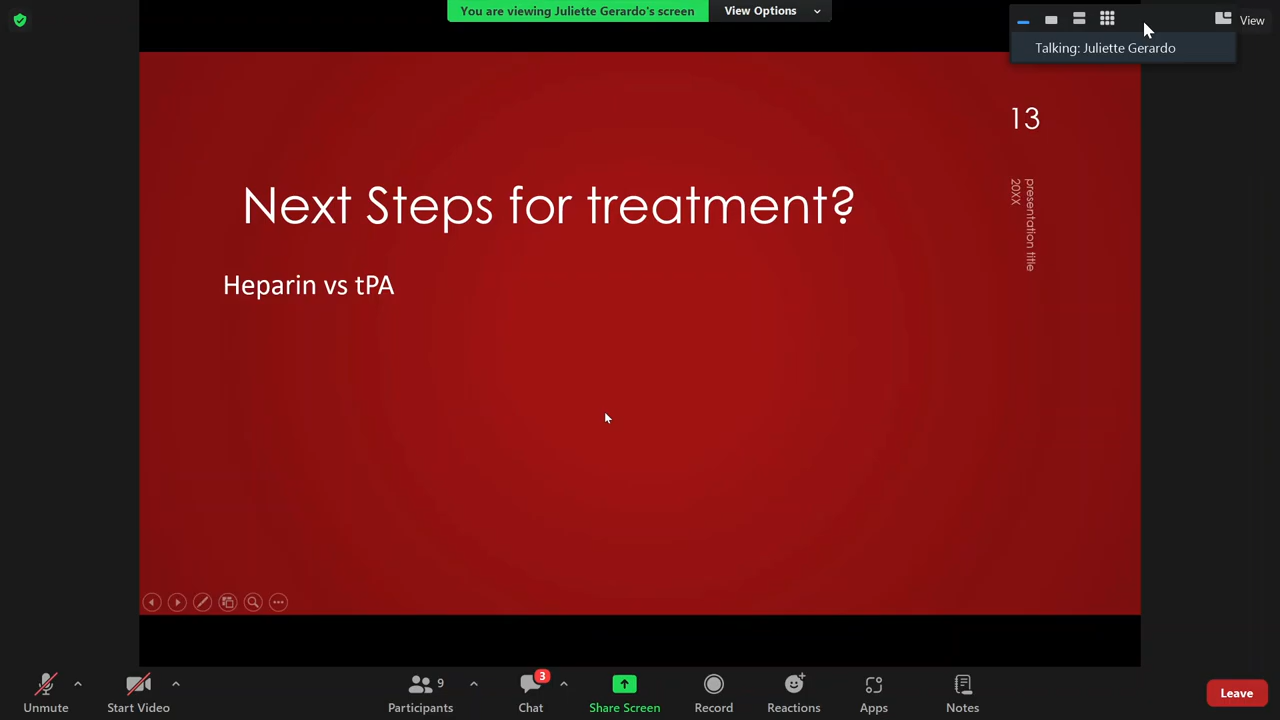 You are viewing Juliette Gerardo's screen
View Options
View
Talking: Juliette Gerardo
13
presentation title
20XX
Next Steps for treatment?
Heparin vs tPA
Unmute
Start Video
9
Participants
3
Chat
Share Screen
Record
Reactions
Apps
Notes
Leave